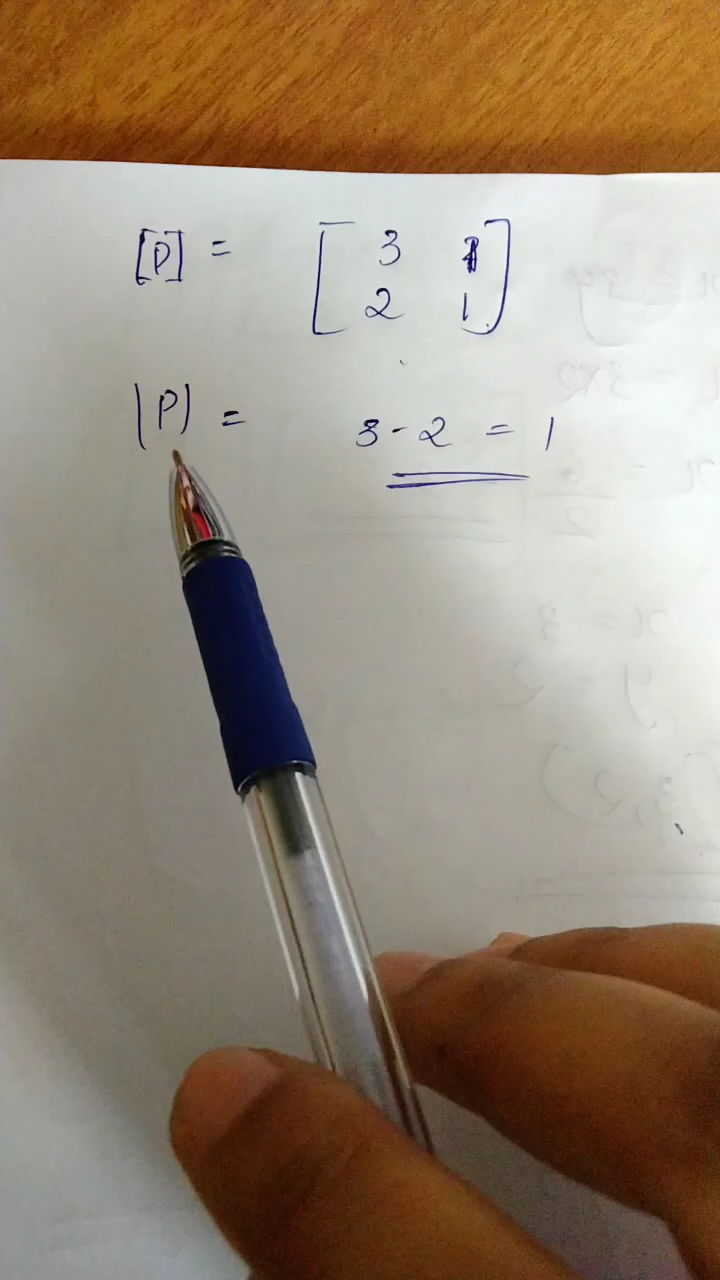 [P] = [ 3 1
2 1 ]
|P| = 3 - 2 = 1